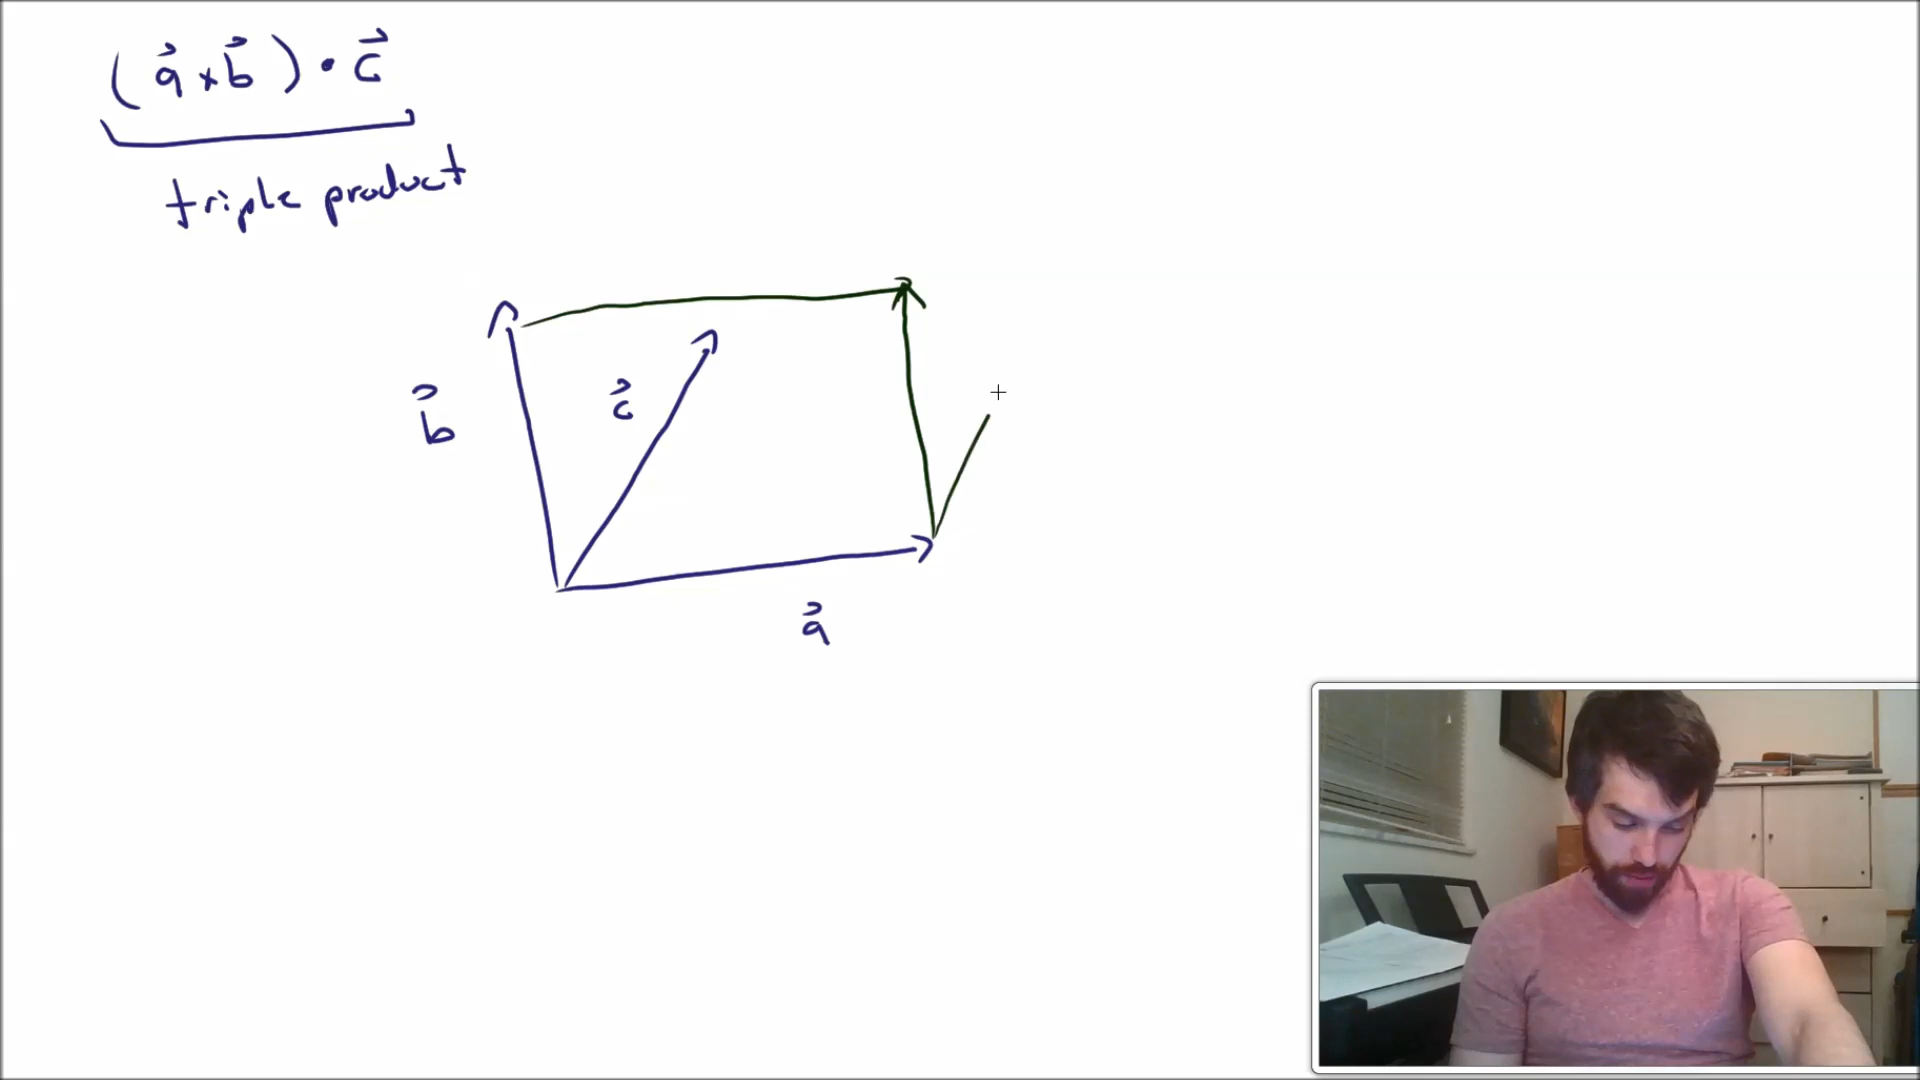 (a⃗ × b⃗) • c⃗
triple product
b⃗
c⃗
a⃗